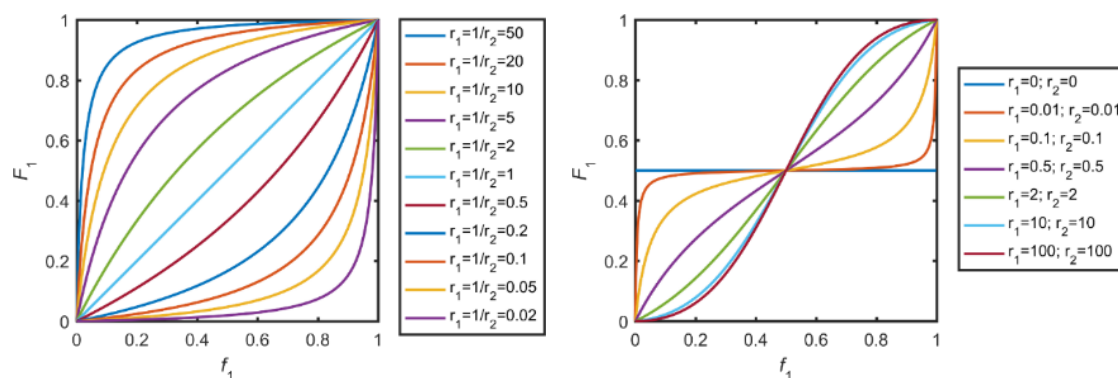 1
0.8
0.6
0.4
0.2
0
F₁
0
0.2
0.4
0.6
0.8
1
f₁
r₁=1/r₂=50
r₁=1/r₂=20
r₁=1/r₂=10
r₁=1/r₂=5
r₁=1/r₂=2
r₁=1/r₂=1
r₁=1/r₂=0.5
r₁=1/r₂=0.2
r₁=1/r₂=0.1
r₁=1/r₂=0.05
r₁=1/r₂=0.02
1
0.8
0.6
0.4
0.2
0
F₁
0
0.2
0.4
0.6
0.8
1
f₁
r₁=0; r₂=0
r₁=0.01; r₂=0.01
r₁=0.1; r₂=0.1
r₁=0.5; r₂=0.5
r₁=2; r₂=2
r₁=10; r₂=10
r₁=100; r₂=100